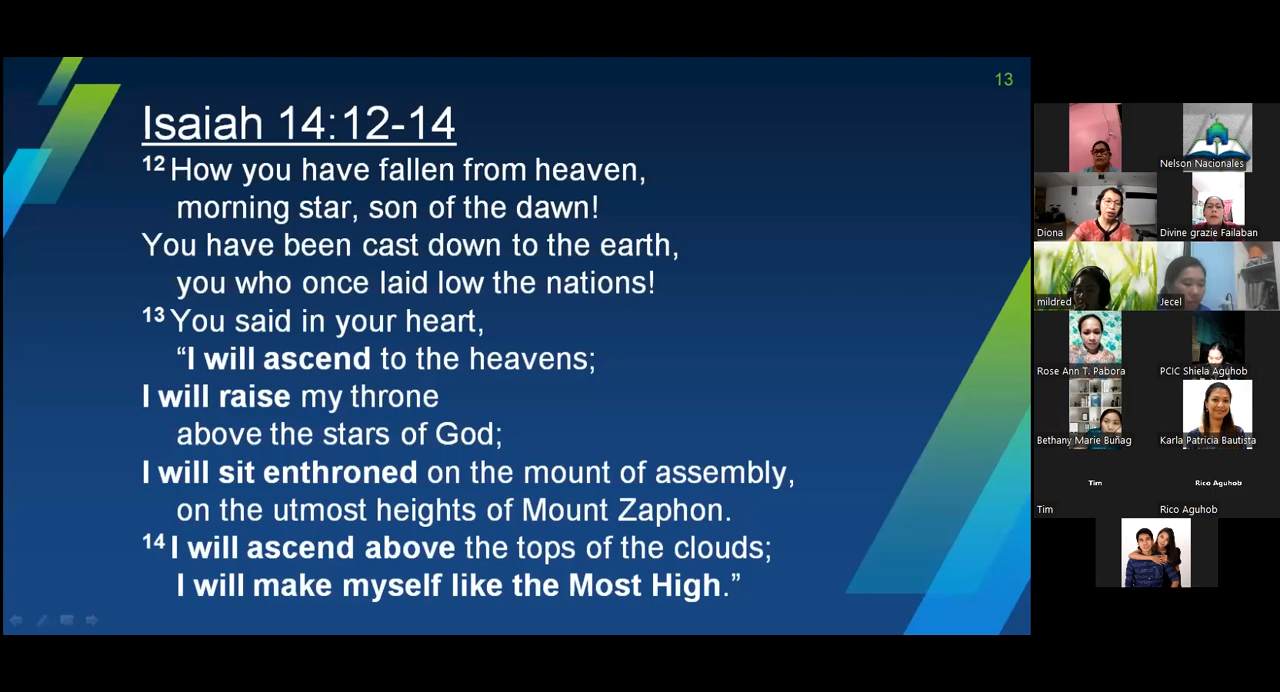 13
Isaiah 14:12-14
12 How you have fallen from heaven,
morning star, son of the dawn!
You have been cast down to the earth,
you who once laid low the nations!
13 You said in your heart,
“I will ascend to the heavens;
I will raise my throne
above the stars of God;
I will sit enthroned on the mount of assembly,
on the utmost heights of Mount Zaphon.
14 I will ascend above the tops of the clouds;
I will make myself like the Most High.”
Nelson Nacionales
Diona
Divine grazie Failaban
mildred
Jecel
Rose Ann T. Pabora
PCIC Shiela Aguhob
Bethany Marie Buñag
Karla Patricia Bautista
Tim
Rico Aguhob
Tim
Rico Aguhob